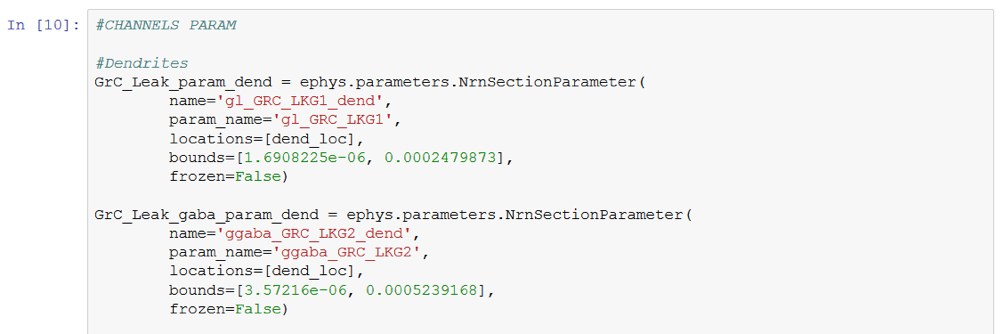 In [10]: #CHANNELS PARAM
#Dendrites
GrC_Leak_param_dend = ephys.parameters.NrnSectionParameter(
name='gl_GRC_LKG1_dend',
param_name='gl_GRC_LKG1',
locations=[dend_loc],
bounds=[1.6908225e-06, 0.0002479873],
frozen=False)
GrC_Leak_gaba_param_dend = ephys.parameters.NrnSectionParameter(
name='ggaba_GRC_LKG2_dend',
param_name='ggaba_GRC_LKG2',
locations=[dend_loc],
bounds=[3.57216e-06, 0.0005239168],
frozen=False)